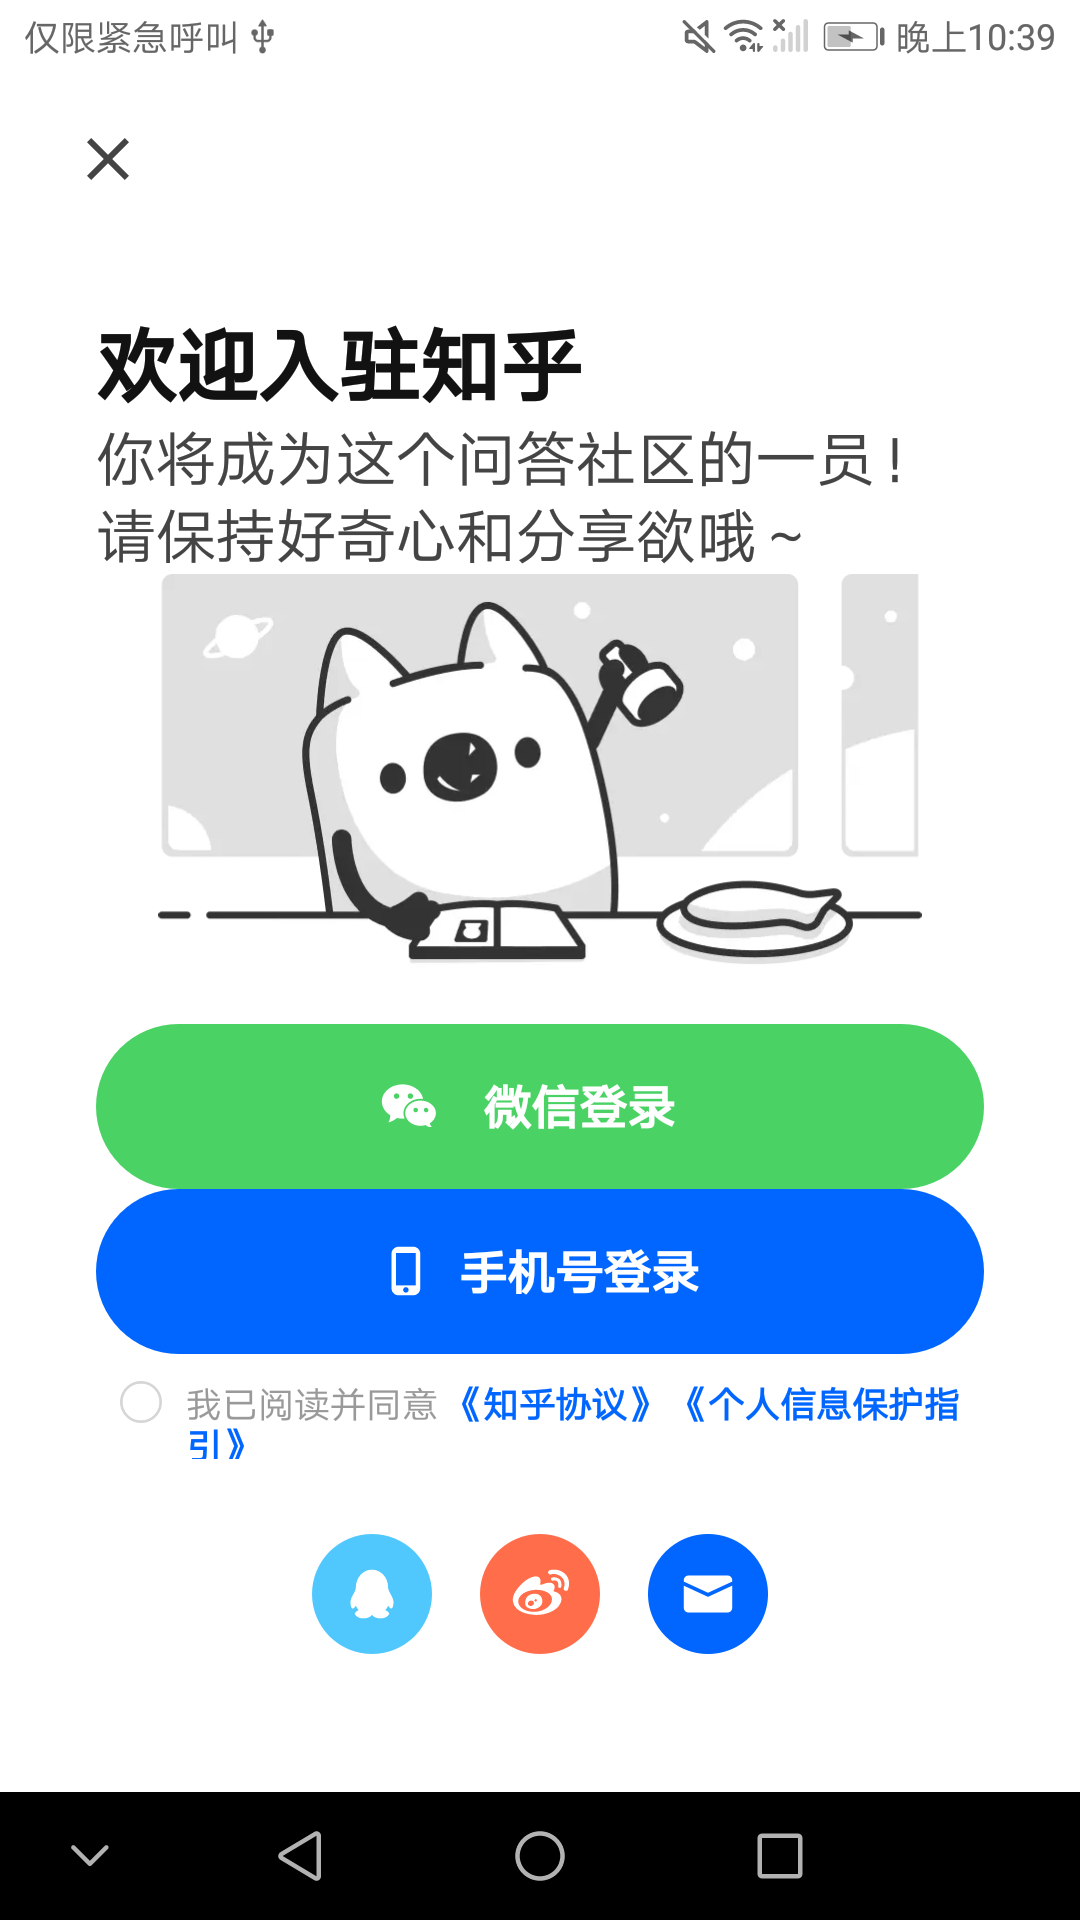 仅限紧急呼叫 晚上10:39
欢迎入驻知乎
你将成为这个问答社区的一员!
请保持好奇心和分享欲哦~
微信登录
手机号登录
我已阅读并同意《知乎协议》《个人信息保护指
引》